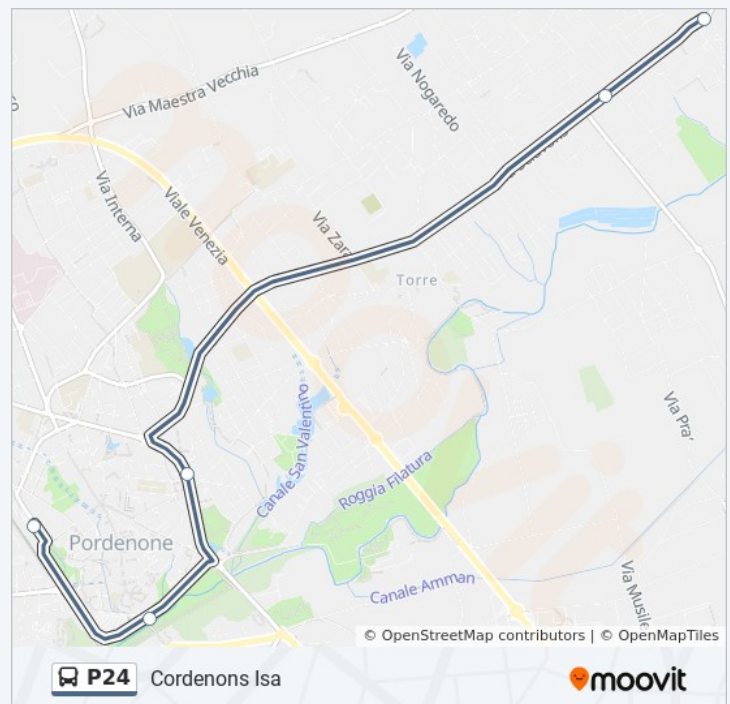 Via Nogaredo
Via Maestra Vecchia
Via Interna
Viale Venezia
Via Zara
Torre
Canale San Valentino
Via Pra'
Roggia Filatura
Pordenone
Canale Amman
Via Musile
© OpenStreetMap contributors | © OpenMapTiles
P24 Cordenons Isa
moovit